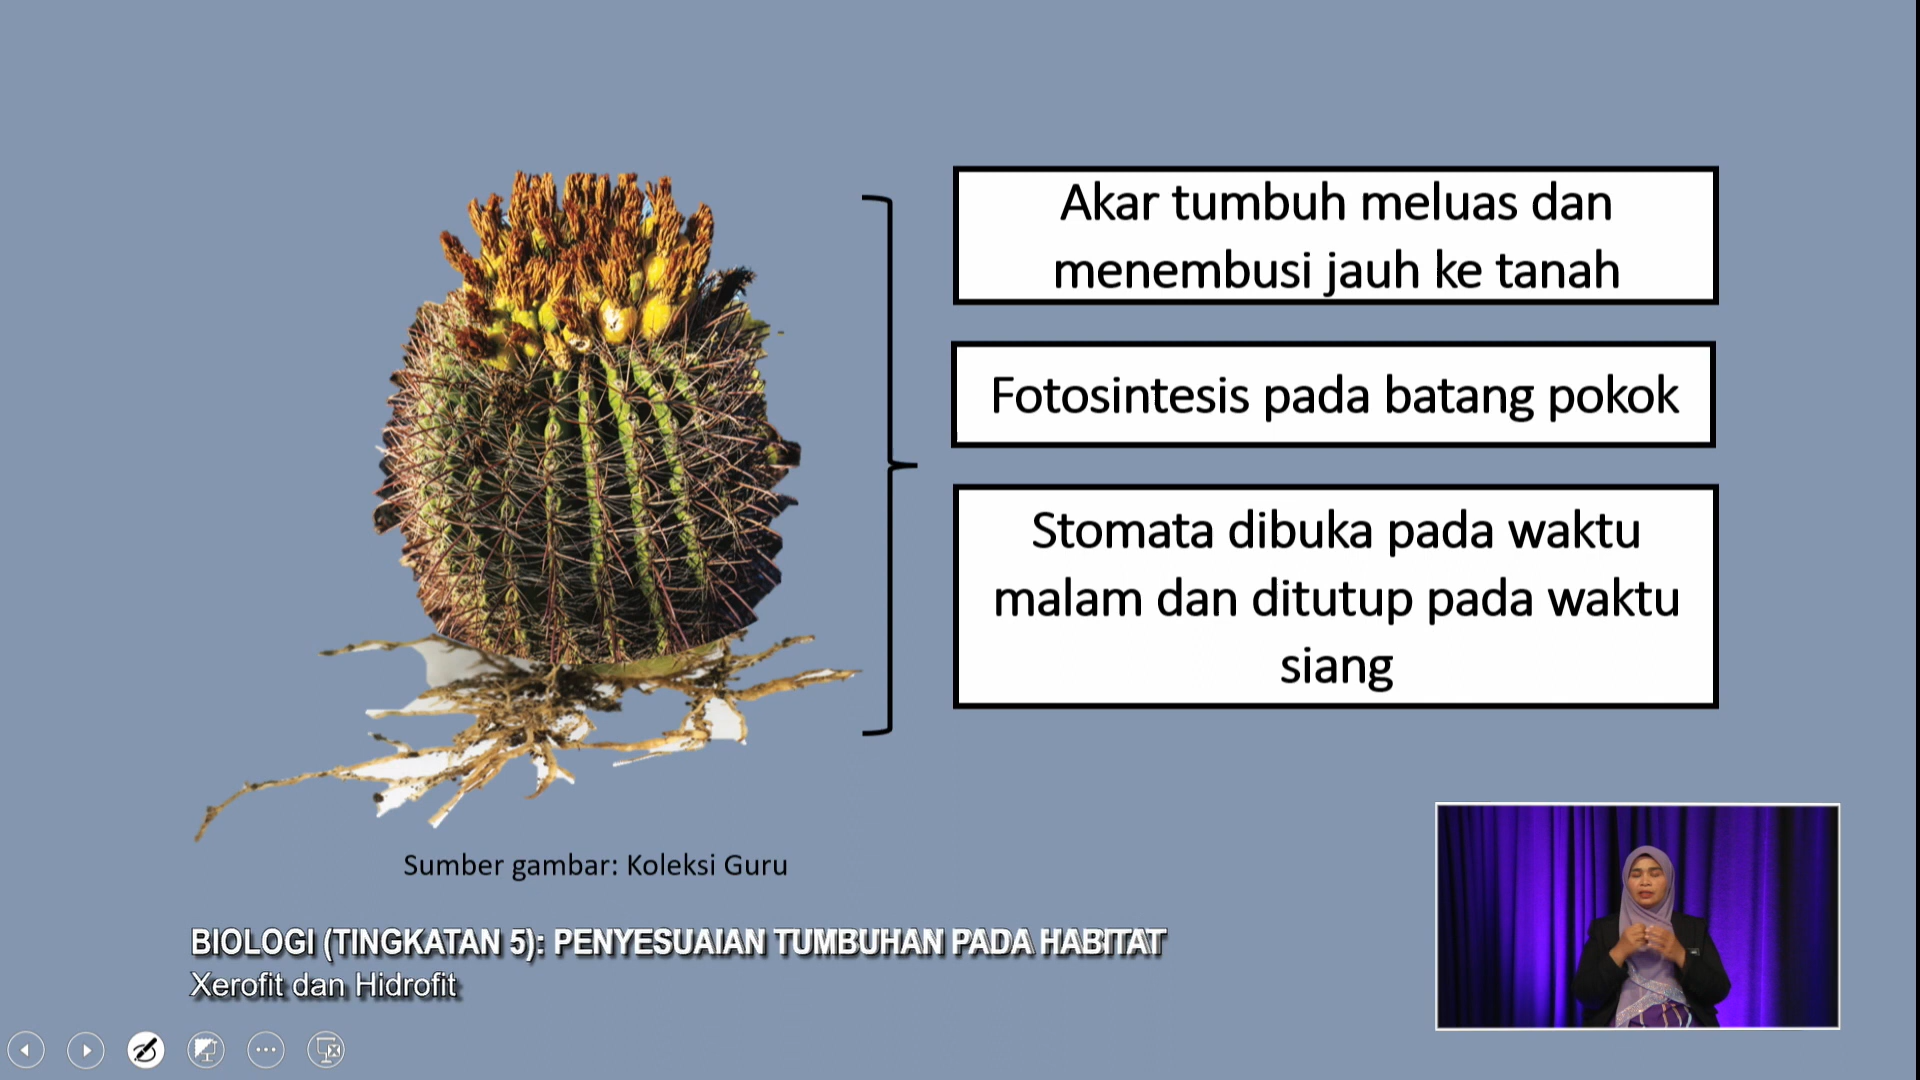 Akar tumbuh meluas dan
menembusi jauh ke tanah
Fotosintesis pada batang pokok
Stomata dibuka pada waktu
malam dan ditutup pada waktu
siang
Sumber gambar: Koleksi Guru
BIOLOGI (TINGKATAN 5): PENYESUAIAN TUMBUHAN PADA HABITAT
Xerofit dan Hidrofit